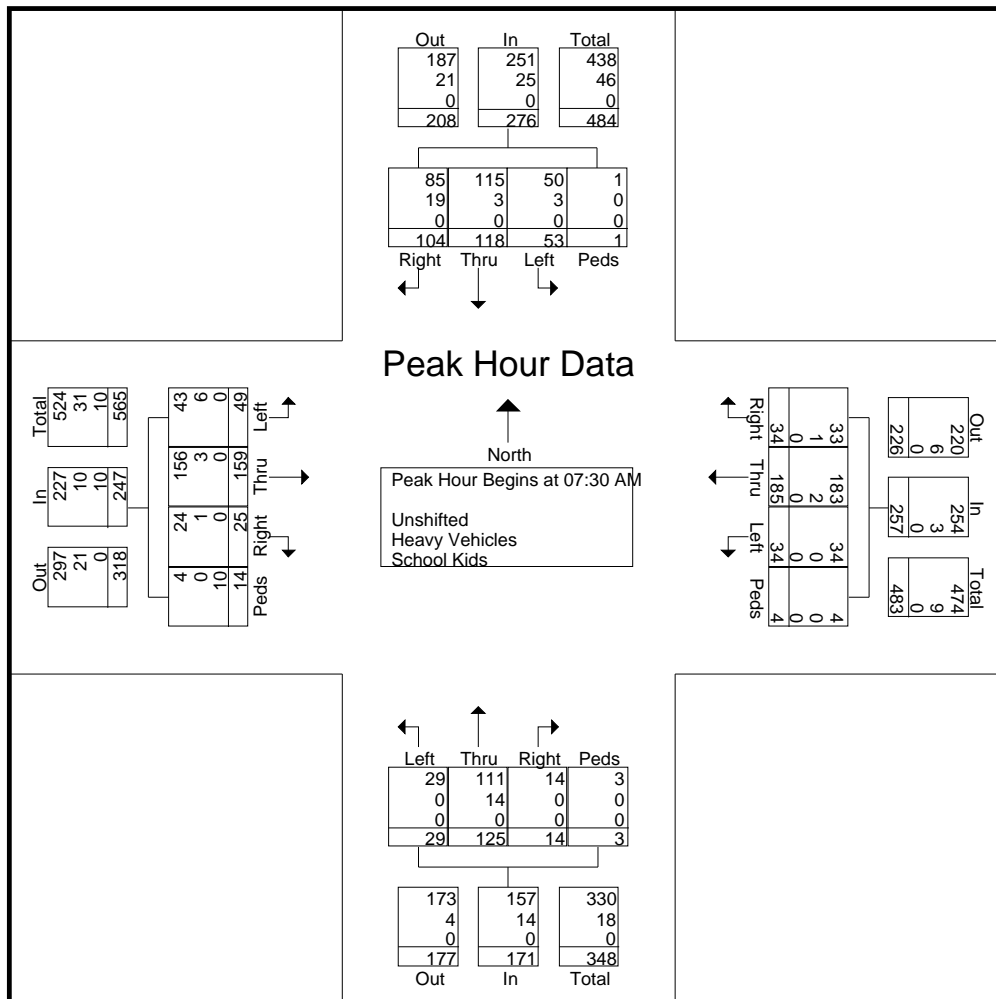 Out In Total
187 251 438
21 25 46
0 0 0
208 276 484
85 115 50 1
19 3 3 0
0 0 0 0
104 118 53 1
Right Thru Left Peds
Peak Hour Data
North
Peak Hour Begins at 07:30 AM
Unshifted
Heavy Vehicles
School Kids
Total
524
31
10
565
In
227
10
10
247
Out
297
21
0
318
43
6
0
49
Left
156
3
0
159
Thru
24
1
0
25
Right
4
0
10
14
Peds
Right
33
1
0
34
Thru
183
2
0
185
Left
34
0
0
34
Peds
4
0
0
4
Out
220
6
0
226
In
254
3
0
257
Total
474
9
0
483
Left Thru Right Peds
29 111 14 3
0 14 0 0
0 0 0 0
29 125 14 3
173 157 330
4 14 18
0 0 0
177 171 348
Out In Total